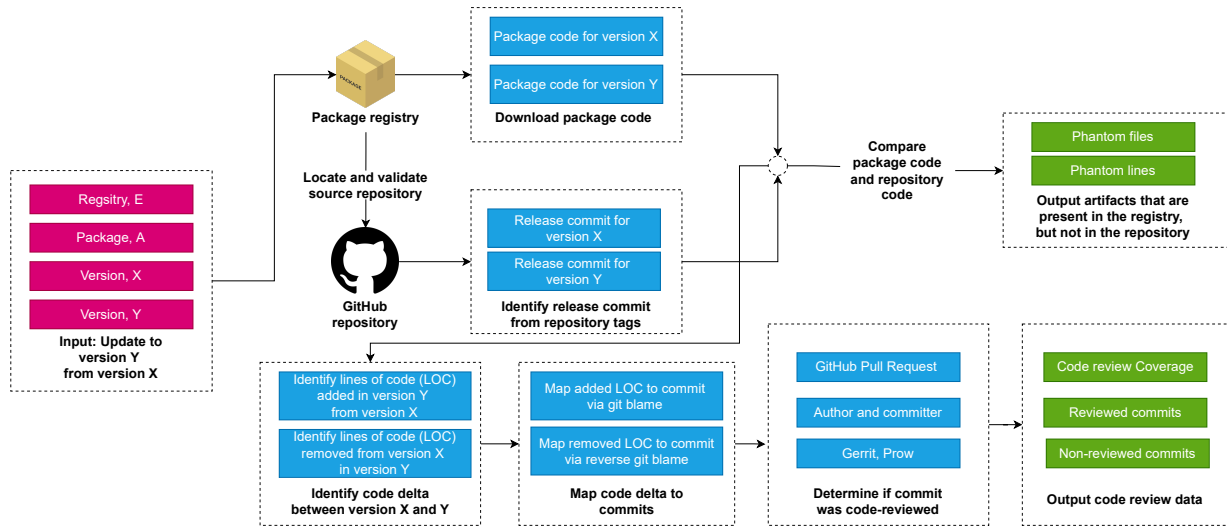 Package code for version X
Package code for version Y
Download package code
PACKAGE
Package registry
Locate and validate
source repository
GitHub
repository
Regsitry, E
Package, A
Version, X
Version, Y
Input: Update to
version Y
from version X
Release commit for
version X
Release commit for
version Y
Identify release commit
from repository tags
Compare
package code
and repository
code
Phantom files
Phantom lines
Output artifacts that are
present in the registry,
but not in the repository
Identify lines of code (LOC)
added in version Y
from version X
Identify lines of code (LOC)
removed from version X
in version Y
Identify code delta
between version X and Y
Map added LOC to commit
via git blame
Map removed LOC to commit
via reverse git blame
Map code delta to
commits
GitHub Pull Request
Author and committer
Gerrit, Prow
Determine if commit
was code-reviewed
Code review Coverage
Reviewed commits
Non-reviewed commits
Output code review data